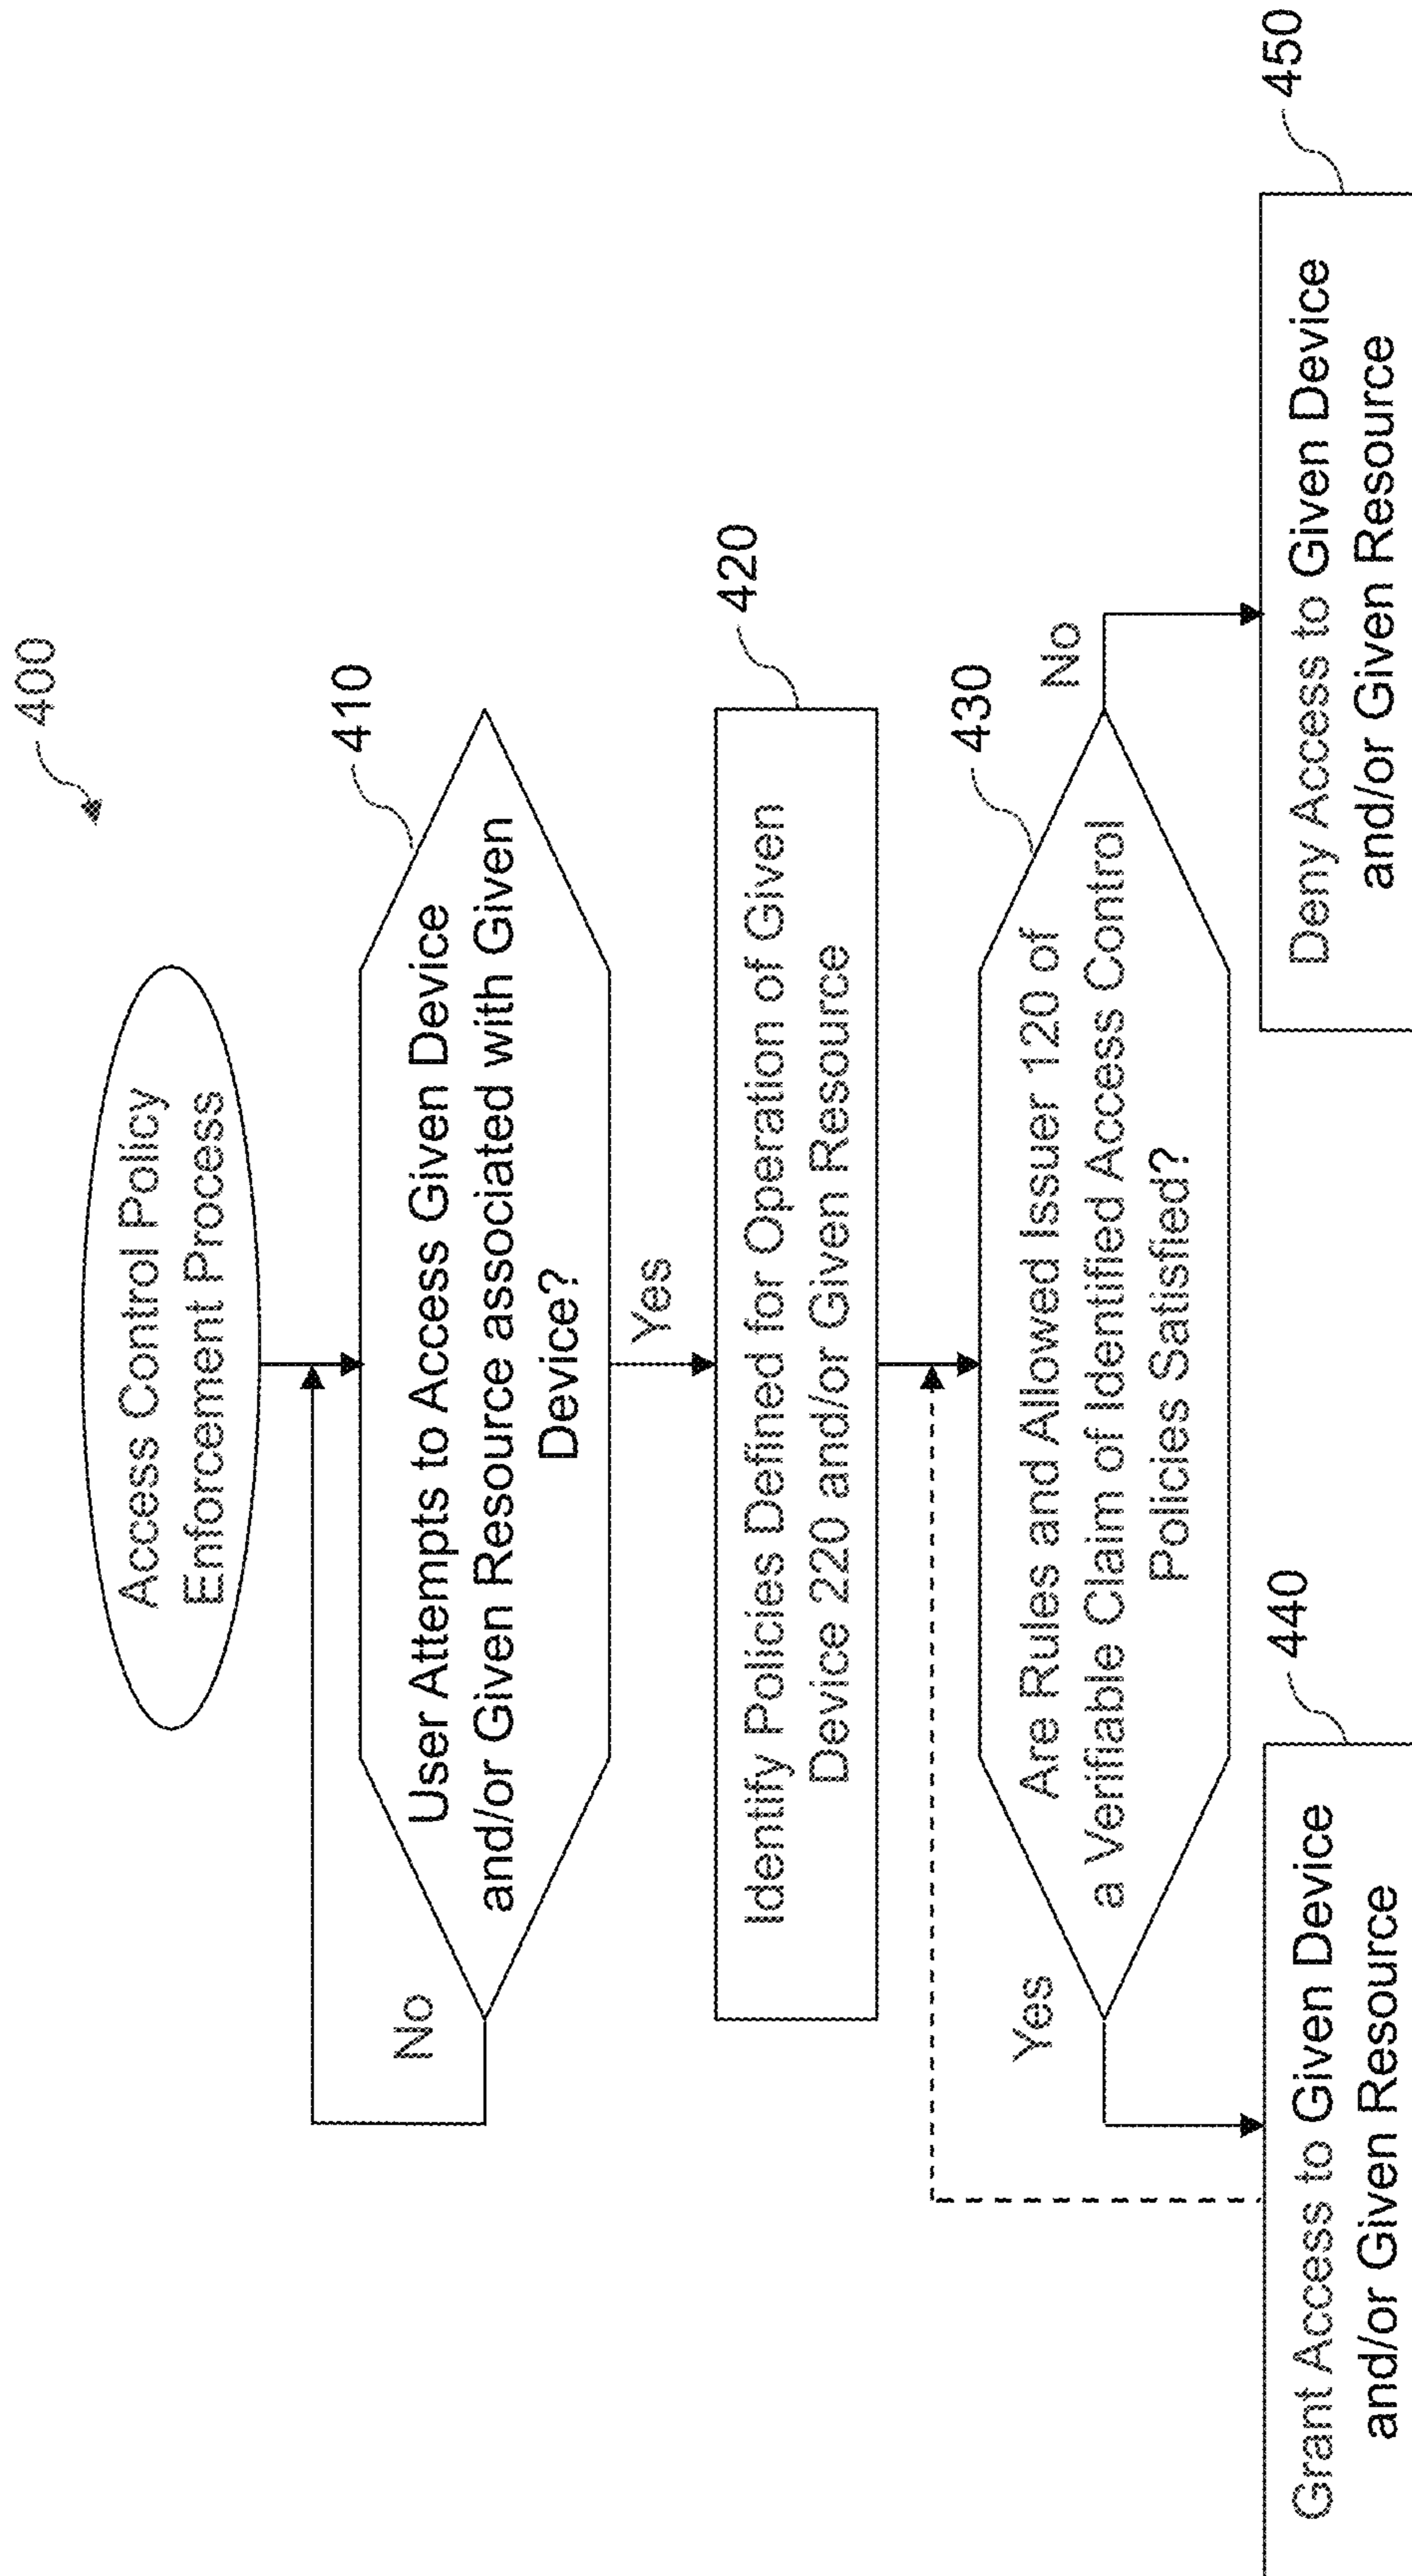 400
Access Control Policy
Enforcement Process
410
User Attempts to Access Given Device
and/or Given Resource associated with Given
Device?
No
Yes
420
Identify Policies Defined for Operation of Given
Device 220 and/or Given Resource
430
Are Rules and Allowed Issuer 120 of
a Verifiable Claim of Identified Access Control
Policies Satisfied?
Yes
No
440
Grant Access to Given Device
and/or Given Resource
450
Deny Access to Given Device
and/or Given Resource